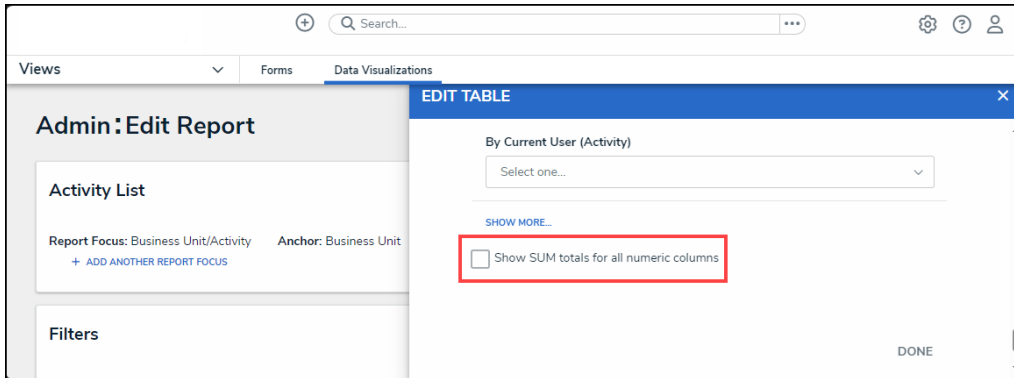 Search...
Views
Forms
Data Visualizations
EDIT TABLE
Admin:Edit Report
By Current User (Activity)
Select one...
Activity List
SHOW MORE...
Report Focus: Business Unit/Activity Anchor: Business Unit
+ ADD ANOTHER REPORT FOCUS
Show SUM totals for all numeric columns
Filters
DONE